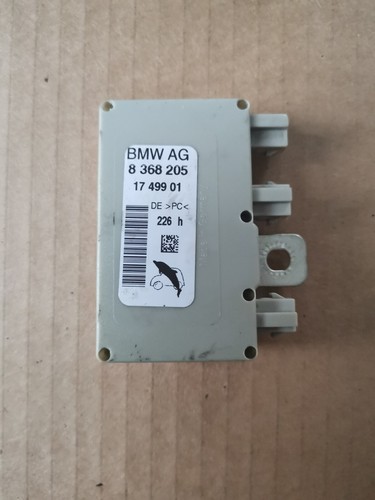 BMW AG
8 368 205
17 499 01
DE >PC<
226 h